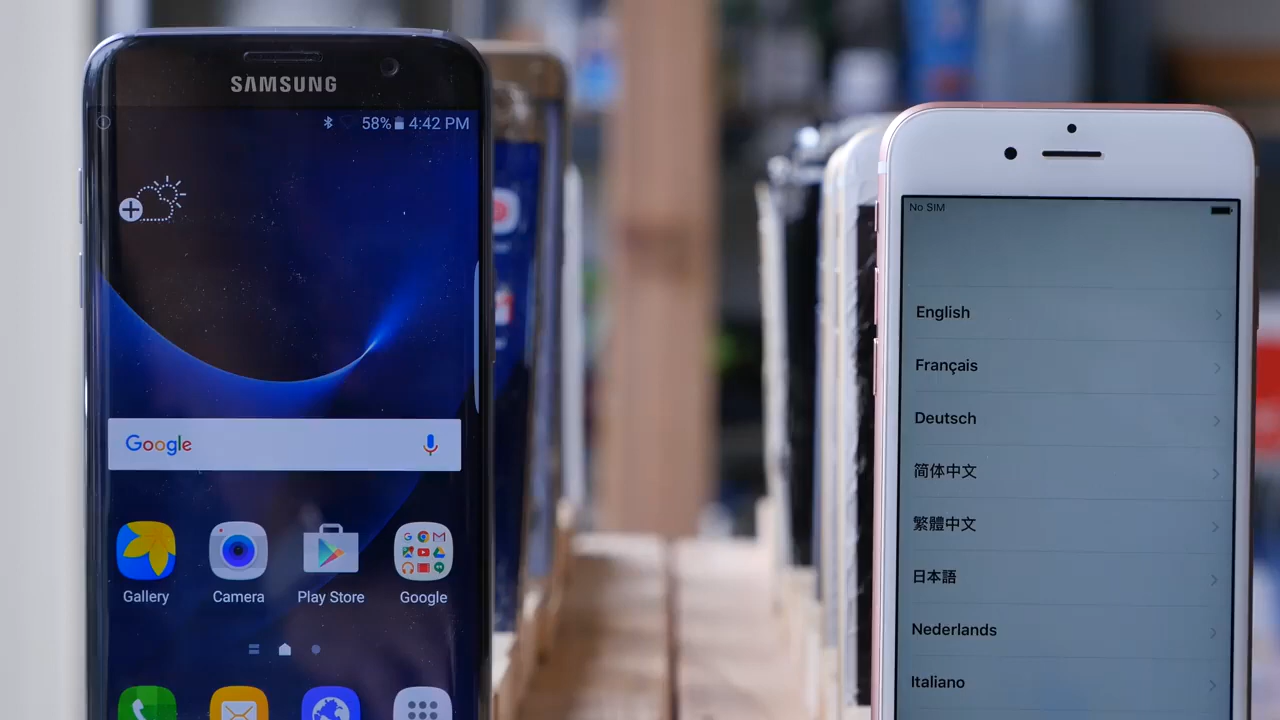 SAMSUNG
58% 4:42 PM
Google
Gallery Camera Play Store Google
No SIM
English
Français
Deutsch
简体中文
繁體中文
日本語
Nederlands
Italiano